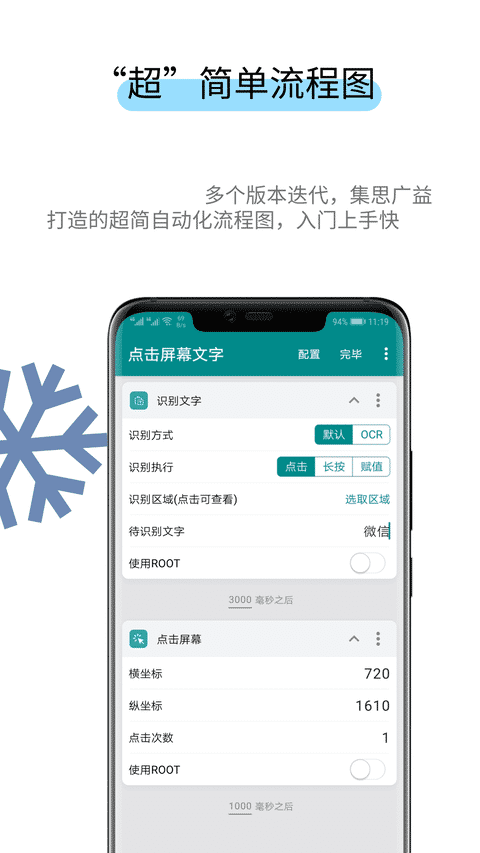 “超”简单流程图
多个版本迭代，集思广益
打造的超简自动化流程图，入门上手快
69 B/s 94% 11:19
点击屏幕文字 配置 完毕
识别文字
识别方式 默认 OCR
识别执行 点击 长按 赋值
识别区域(点击可查看) 选取区域
待识别文字 微信
使用ROOT
3000 毫秒之后
点击屏幕
横坐标 720
纵坐标 1610
点击次数 1
使用ROOT
1000 毫秒之后